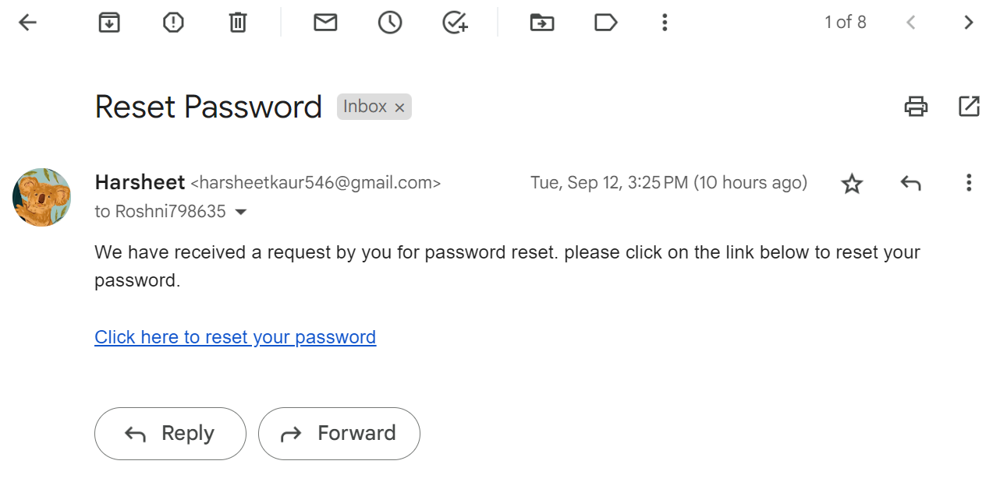 1 of 8
Reset Password Inbox ×
Harsheet <harsheetkaur546@gmail.com> Tue, Sep 12, 3:25 PM (10 hours ago)
to Roshni798635
We have received a request by you for password reset. please click on the link below to reset your
password.
Click here to reset your password
Reply Forward